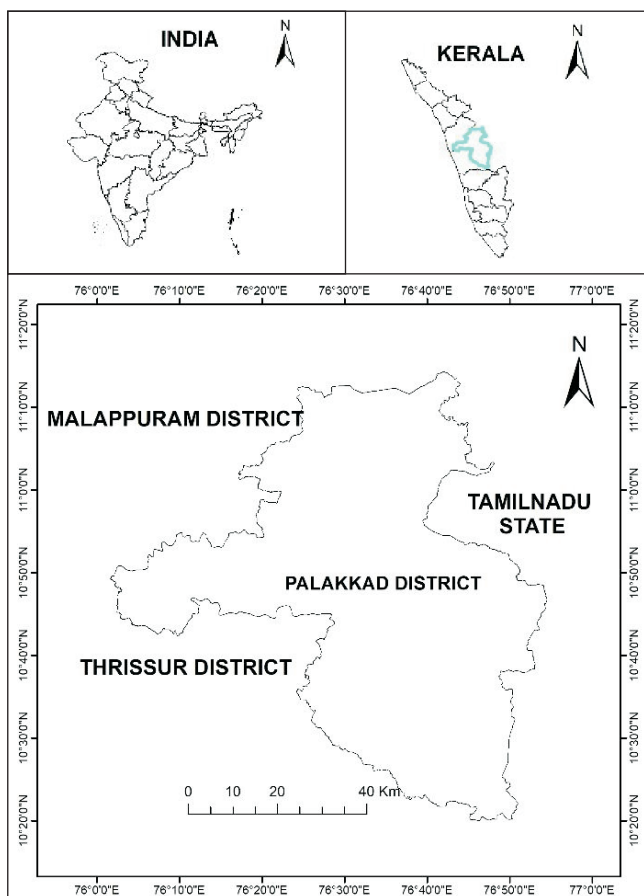 INDIA
N
KERALA
N
76°0'0"E 76°10'0"E 76°20'0"E 76°30'0"E 76°40'0"E 76°50'0"E 77°0'0"E
11°20'0"N
11°10'0"N
11°0'0"N
10°50'0"N
10°40'0"N
10°30'0"N
10°20'0"N
N
MALAPPURAM DISTRICT
TAMILNADU
STATE
PALAKKAD DISTRICT
THRISSUR DISTRICT
0 10 20 40 Km
11°20'0"N
11°10'0"N
11°0'0"N
10°50'0"N
10°40'0"N
10°30'0"N
10°20'0"N
76°0'0"E 76°10'0"E 76°20'0"E 76°30'0"E 76°40'0"E 76°50'0"E 77°0'0"E